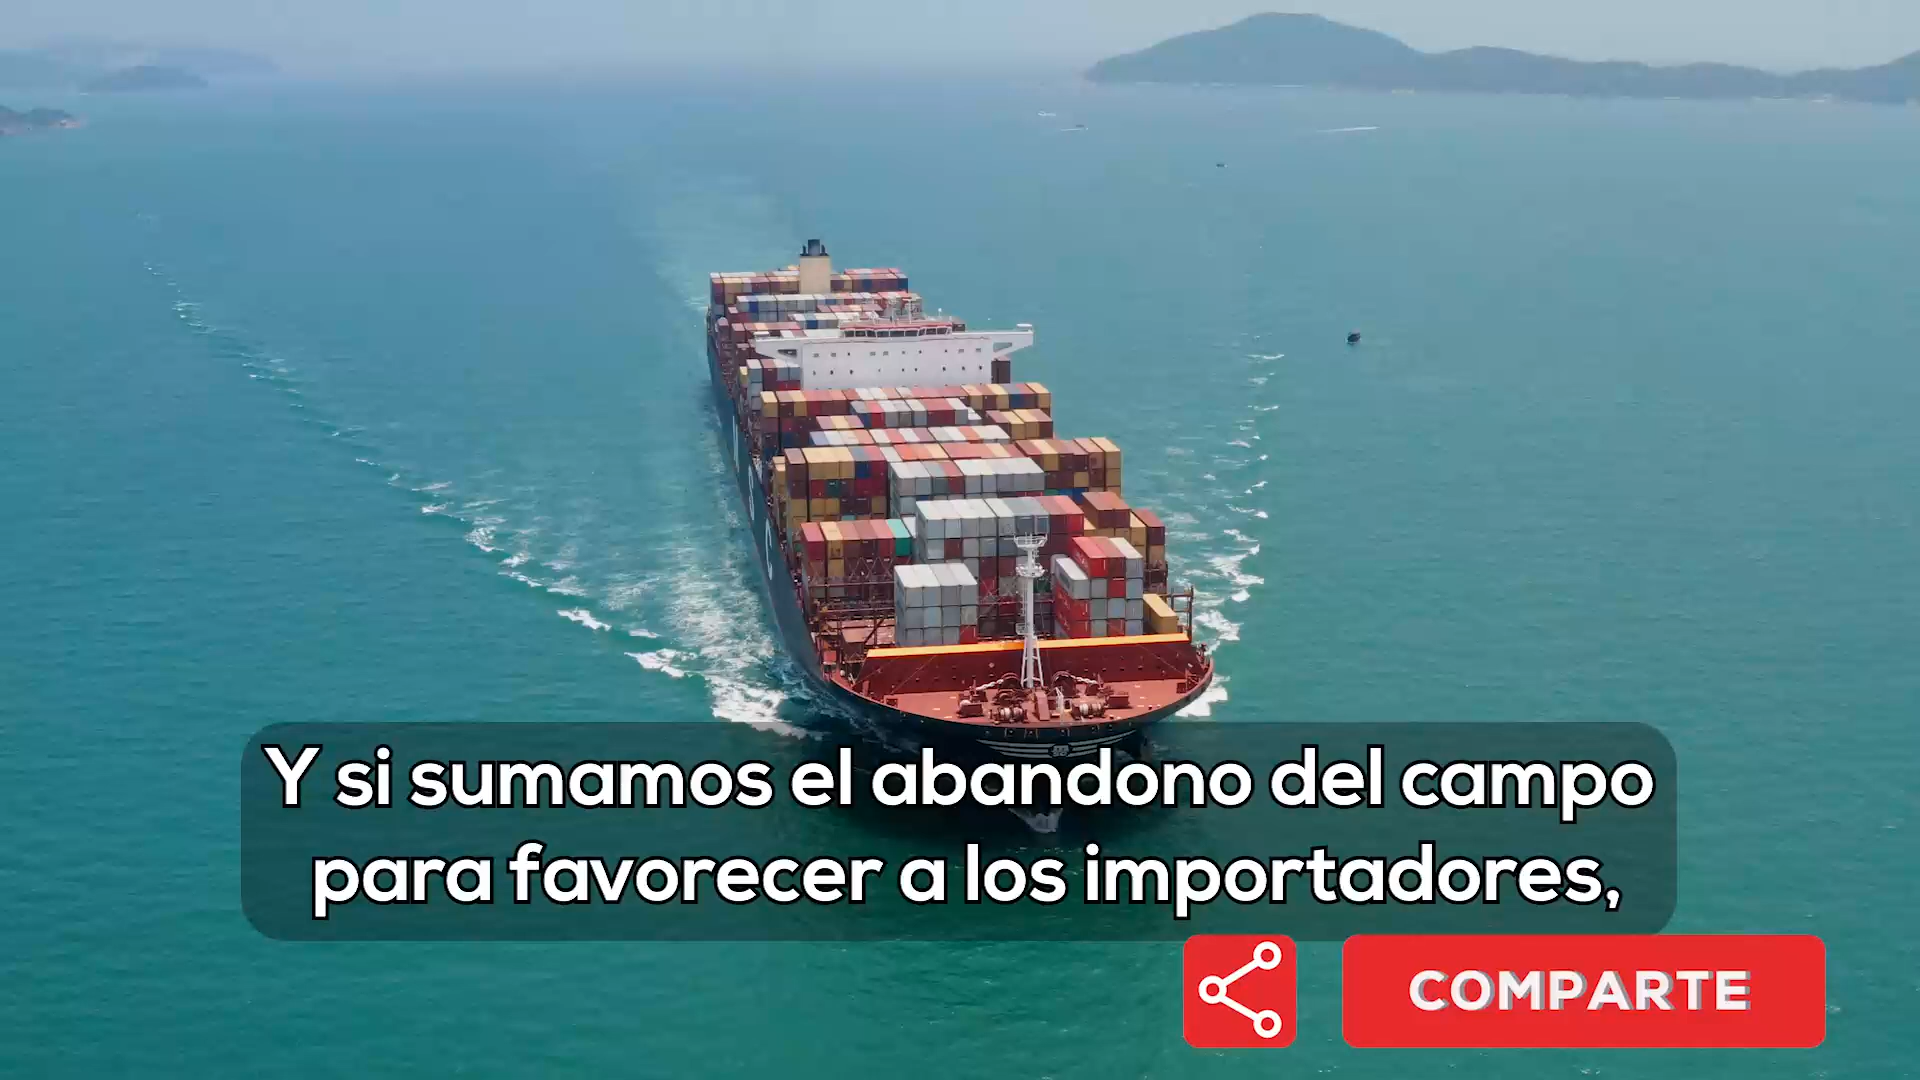 Y si sumamos el abandono del campo
para favorecer a los importadores,
COMPARTE